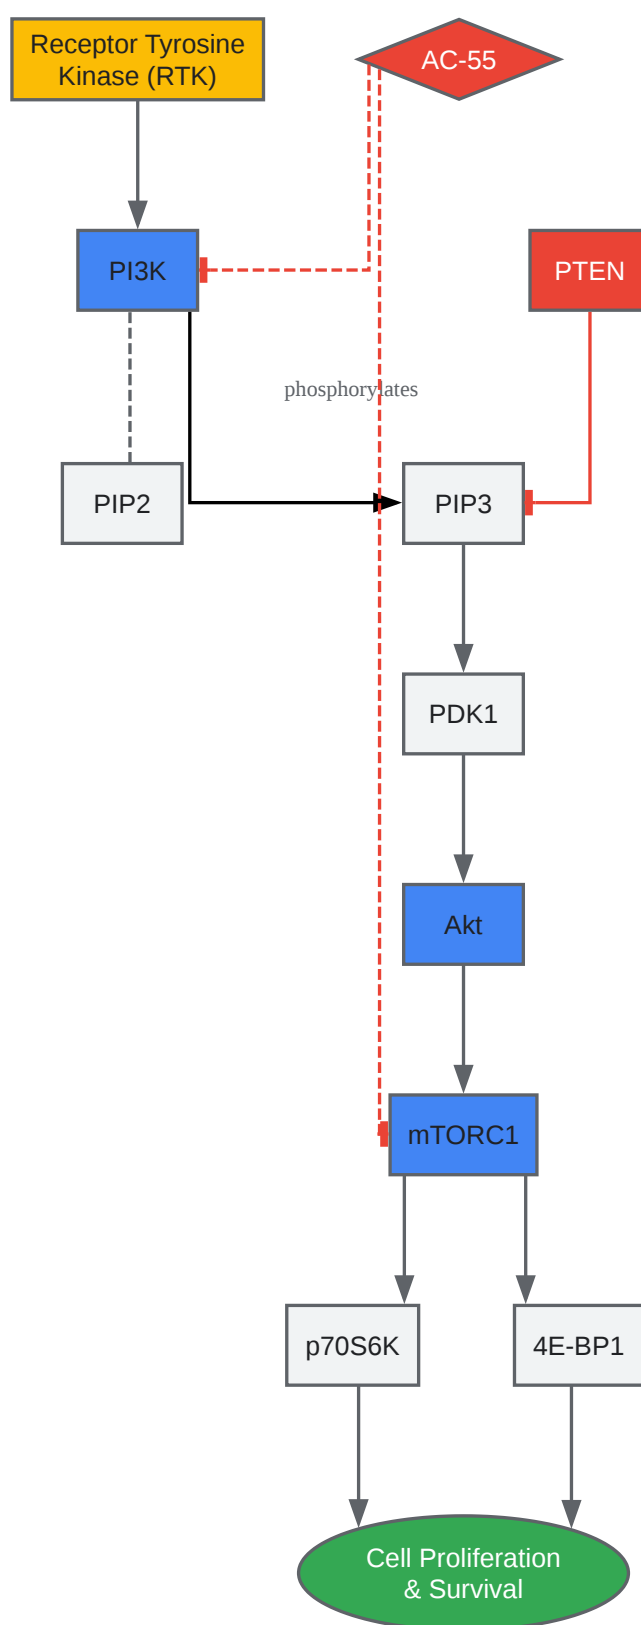 Receptor Tyrosine
Kinase (RTK)
AC-55
PI3K
PTEN
phosphorylates
PIP2
PIP3
PDK1
Akt
mTORC1
p70S6K
4E-BP1
Cell Proliferation
& Survival